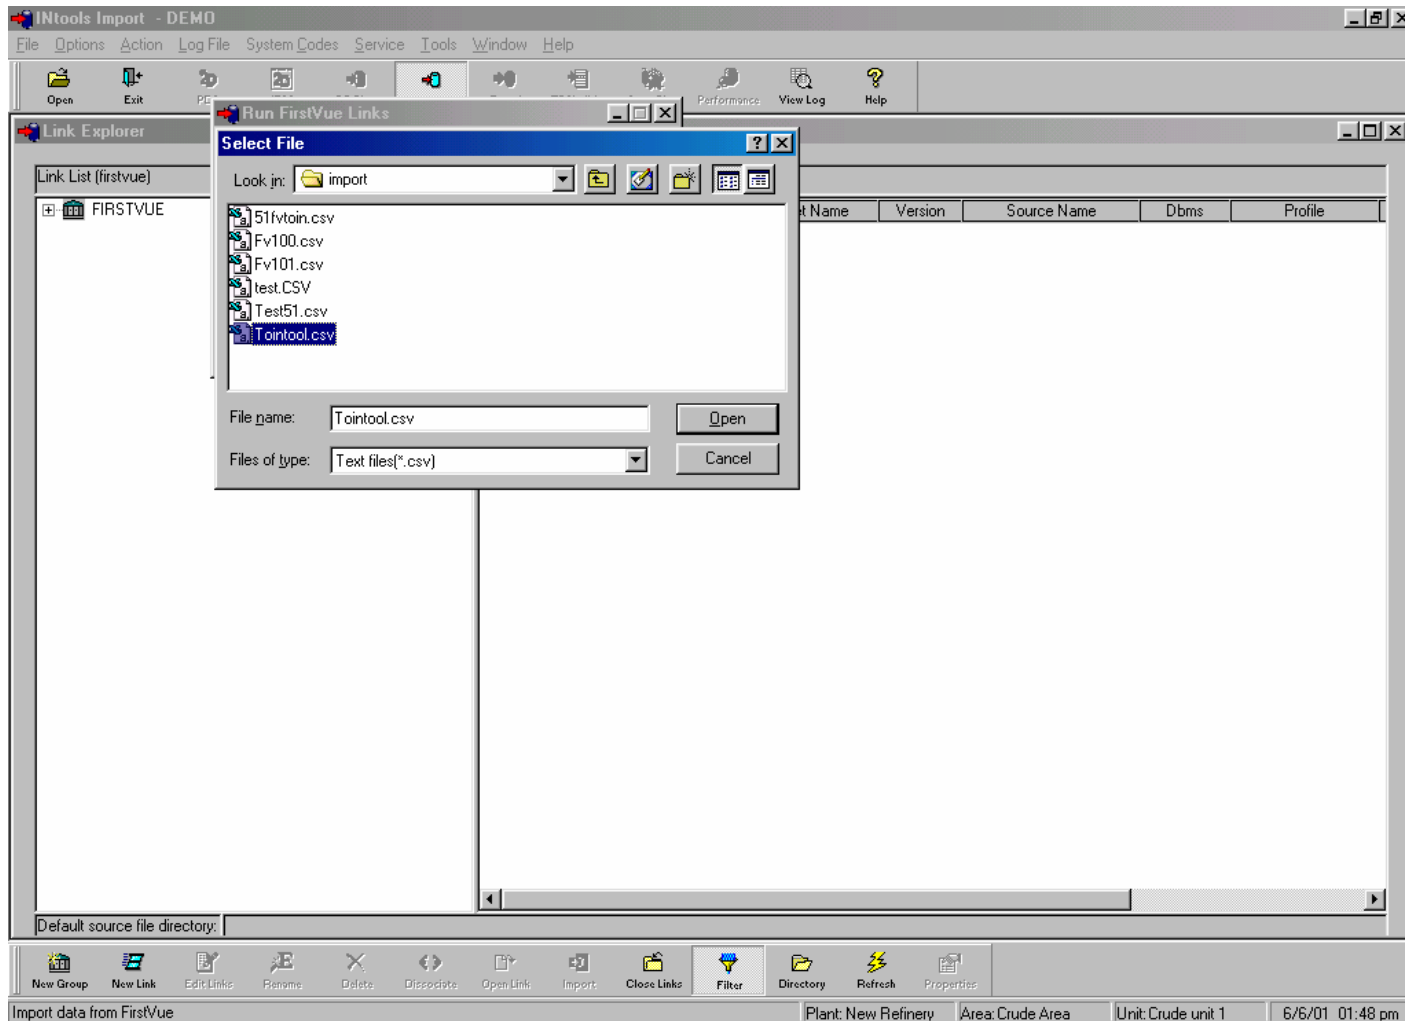 INtools Import - DEMO
File Options Action Log File System Codes Service Tools Window Help
Open Exit Performance View Log Help
Run FirstVue Links
Link Explorer
Select File
Link List (firstvue)
Look in: import
FIRSTVUE
Name Version Source Name Dbms Profile
51fvtoin.csv
Fv100.csv
Fv101.csv
test.CSV
Test51.csv
Tointool.csv
File name: Tointool.csv Open
Files of type: Text files(*.csv) Cancel
Default source file directory:
New Group New Link Edit Links Rename Delete Dissociate Open Link Import Close Links Filter Directory Refresh Properties
Import data from FirstVue Plant: New Refinery Area: Crude Area Unit: Crude unit 1 6/6/01 01:48 pm